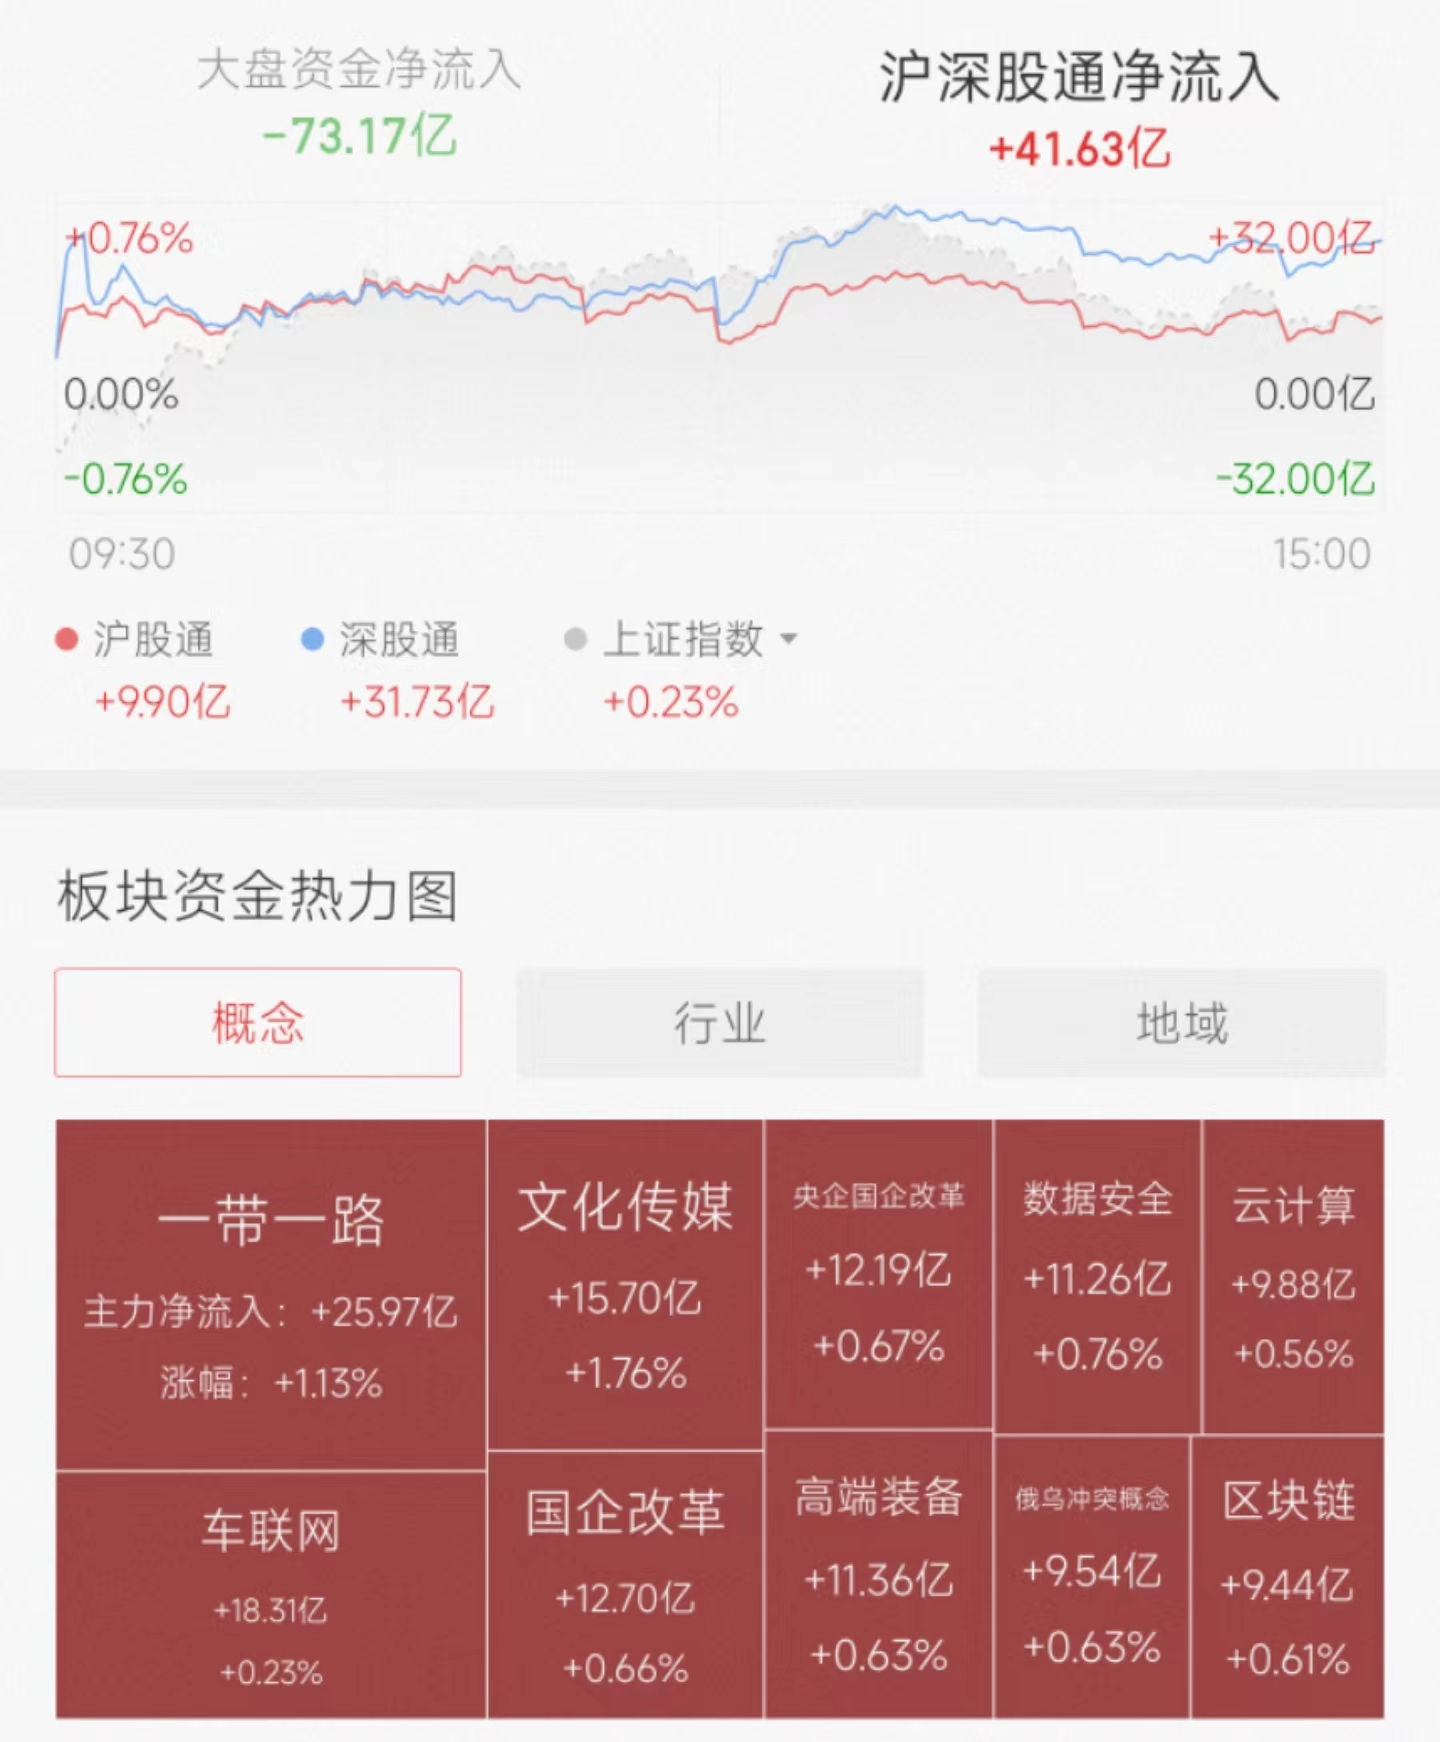 大盘资金净流入
-73.17亿
沪深股通净流入
+41.63亿
+0.76%
+32.00亿
0.00%
0.00亿
-0.76%
-32.00亿
09:30
15:00
沪股通
深股通
上证指数
+9.90亿
+31.73亿
+0.23%
板块资金热力图
概念
行业
地域
一带一路
主力净流入：+25.97亿
涨幅：+1.13%
车联网
+18.31亿
+0.23%
文化传媒
+15.70亿
+1.76%
国企改革
+12.70亿
+0.66%
央企国企改革
+12.19亿
+0.67%
高端装备
+11.36亿
+0.63%
数据安全
+11.26亿
+0.76%
云计算
+9.88亿
+0.56%
俄乌冲突概念
+9.54亿
+0.63%
区块链
+9.44亿
+0.61%